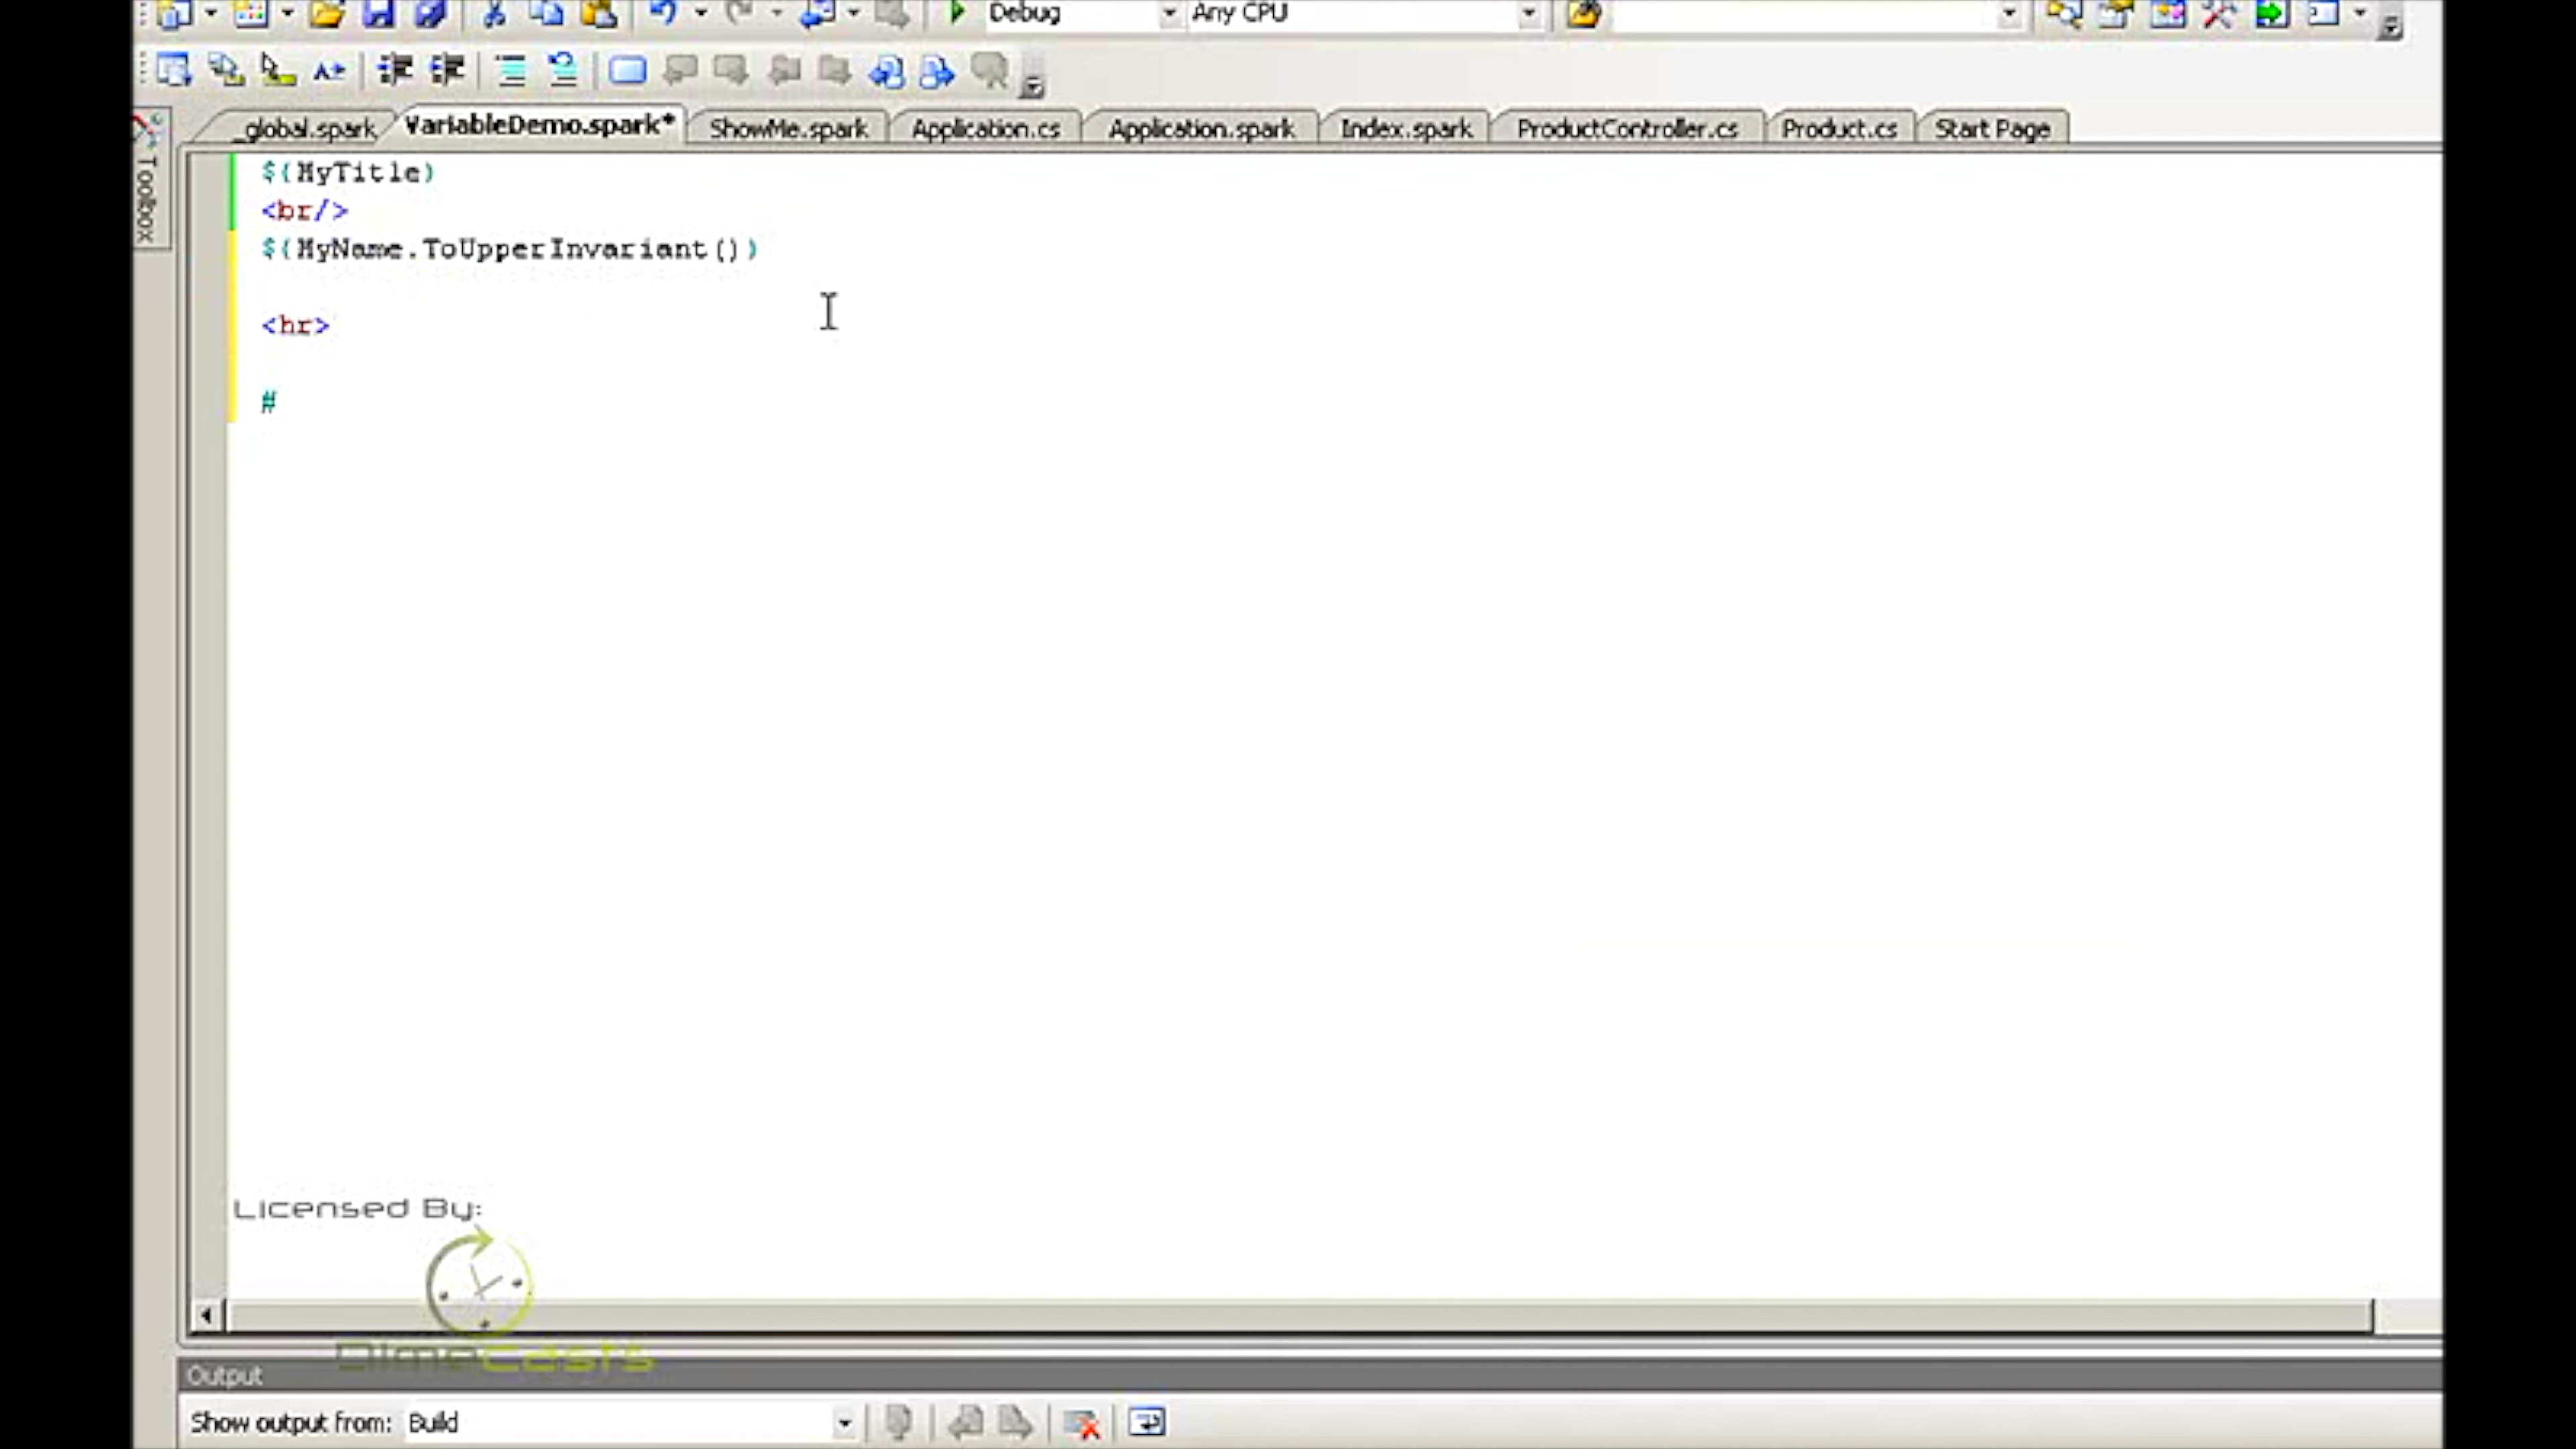 Debug Any CPU
_global.spark VariableDemo.spark* ShowMe.spark Application.cs Application.spark Index.spark ProductController.cs Product.cs Start Page
Toolbox
$(MyTitle)
<br/>
$(MyName.ToUpperInvariant())
<hr>
#
Licensed By:
DimeCasts
Output
Show output from: Build